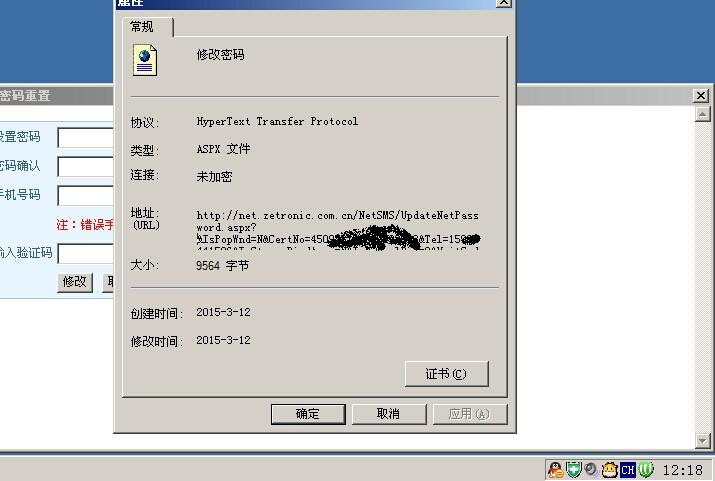 属性
常规
修改密码
协议:
HyperText Transfer Protocol
类型:
ASPX 文件
连接:
未加密
地址:
(URL)
http://net.zetronic.com.cn/NetSMS/UpdateNetPass
word.aspx?
&IsPopWnd=N&CertNo=450
&Tel=15
大小:
9564 字节
创建时间:
2015-3-12
修改时间:
2015-3-12
证书(C)
确定
取消
应用(A)
密码重置
设置密码
密码确认
手机号码
注：错误手
输入验证码
修改
取
CH
12:18